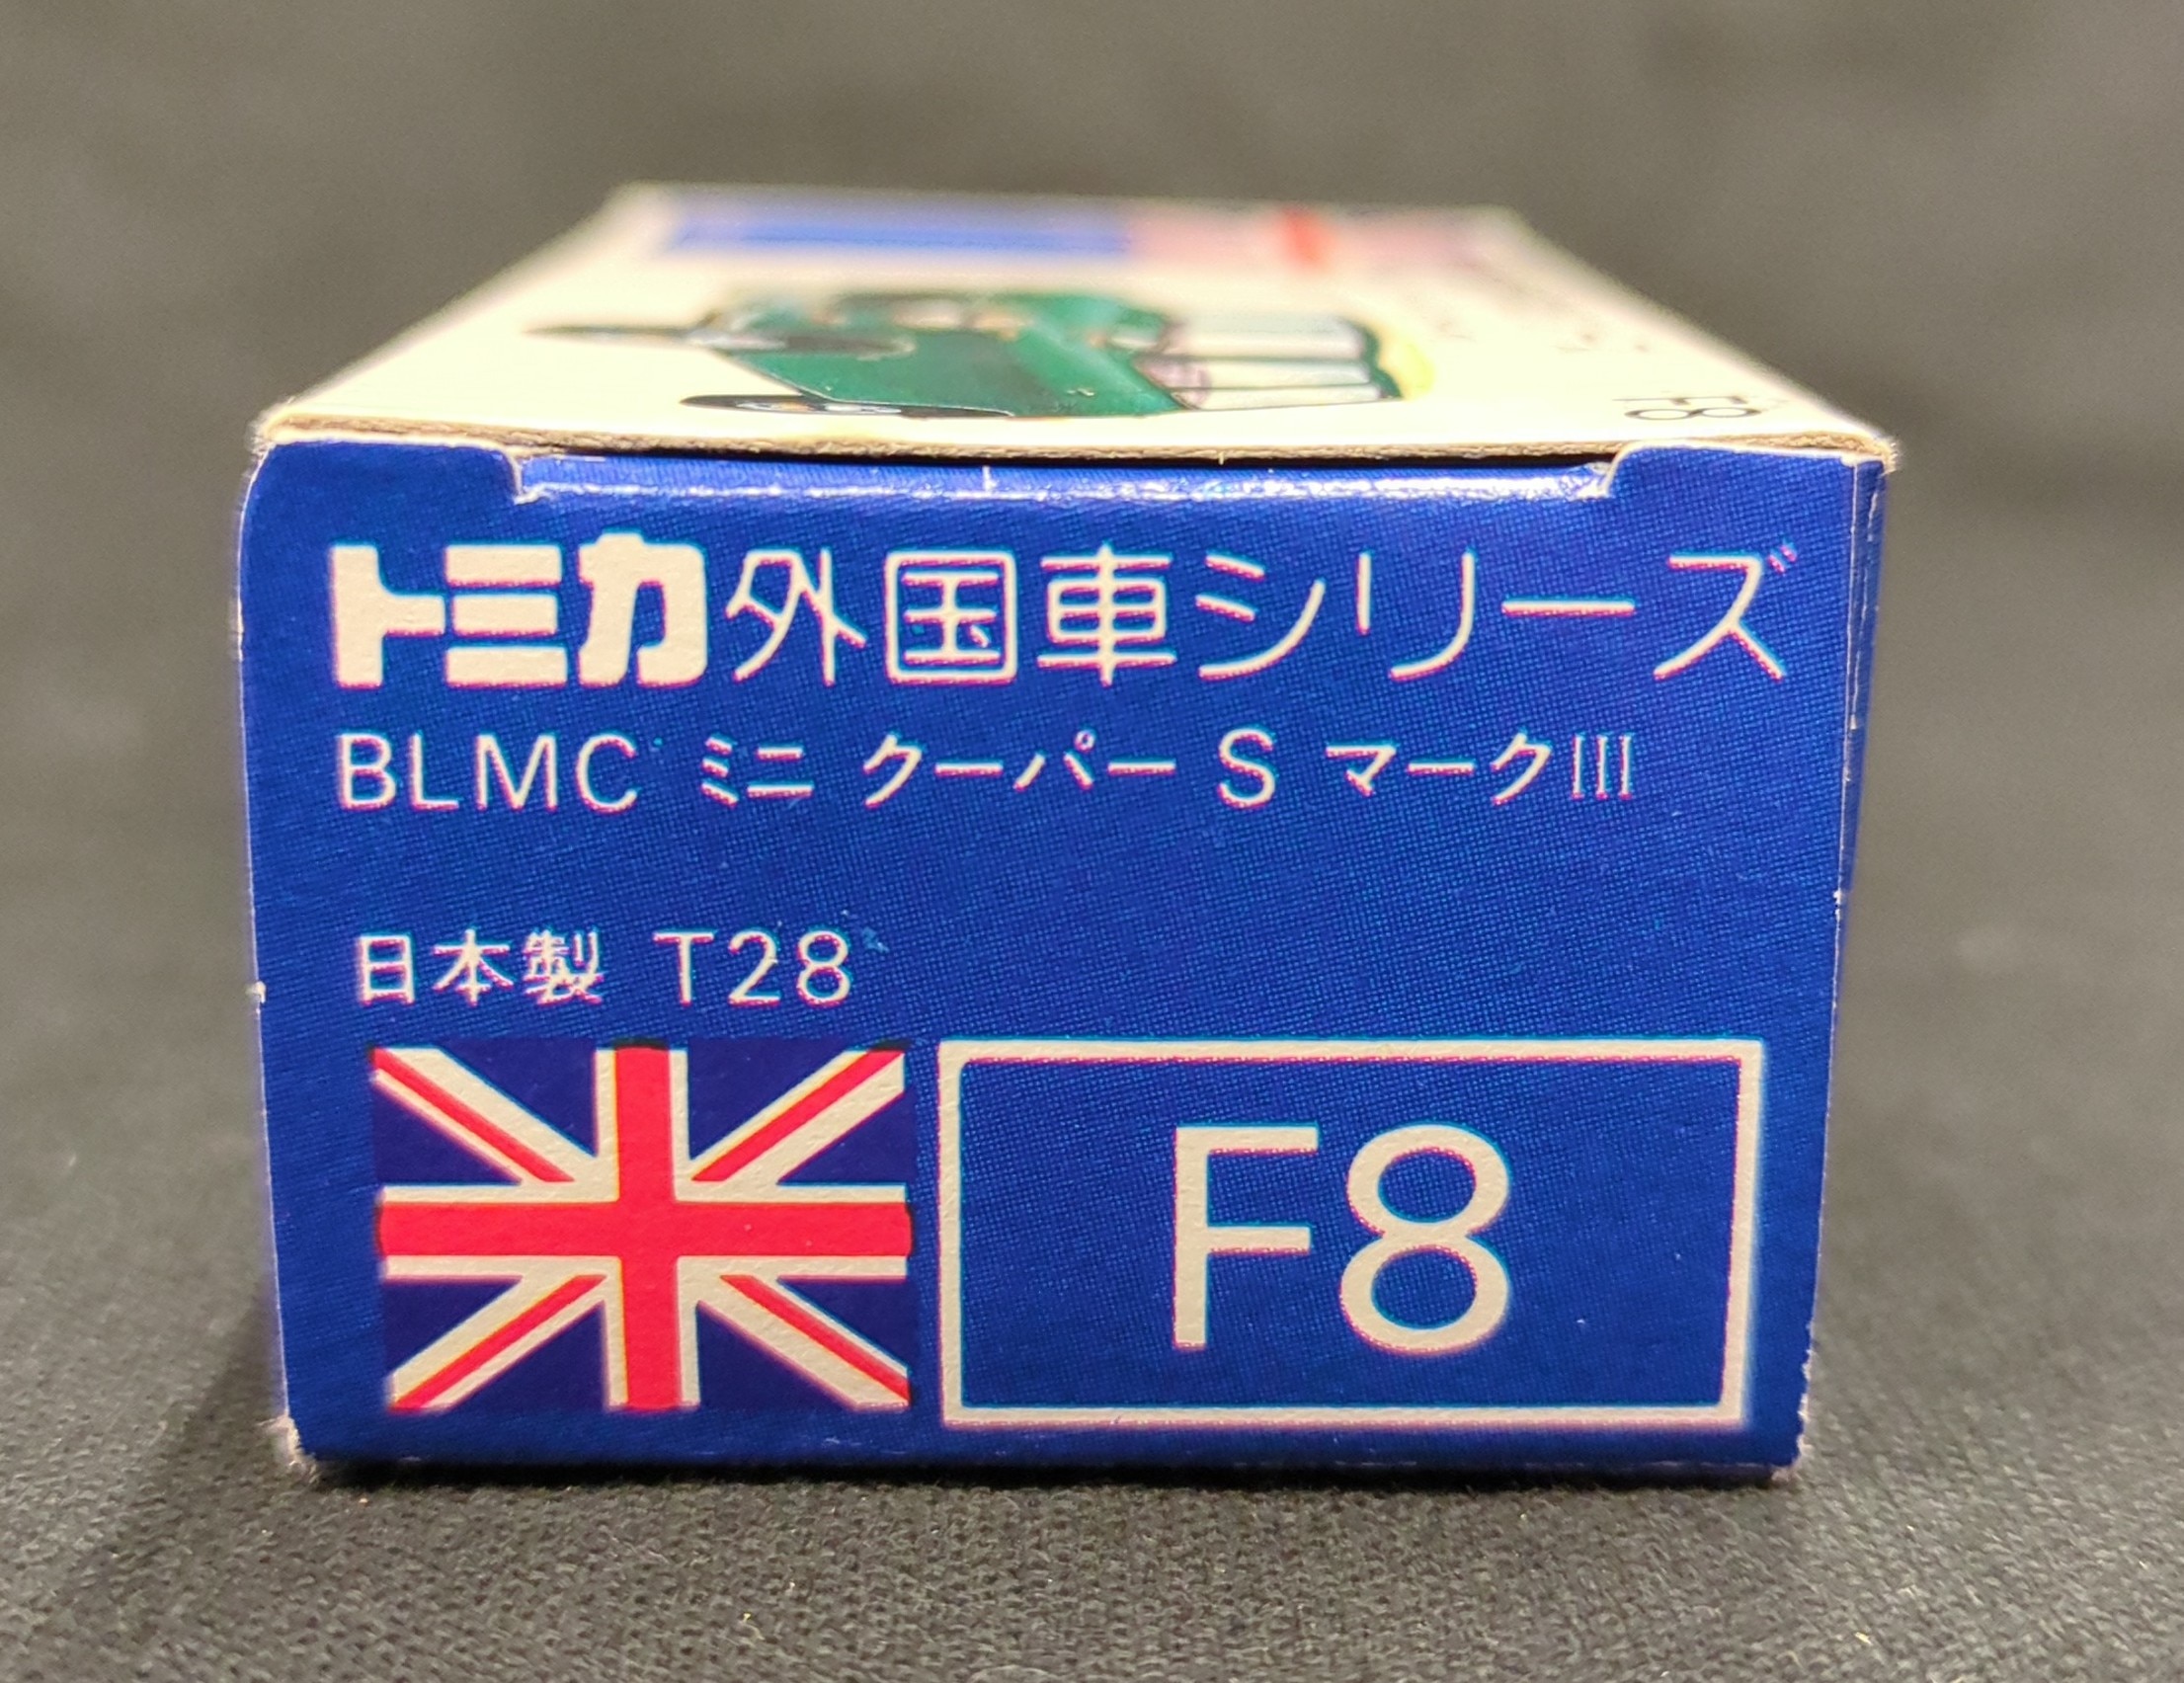 F8
トミカ外国車シリーズ
BLMC ミニ クーパー S マークIII
日本製 T28
F8